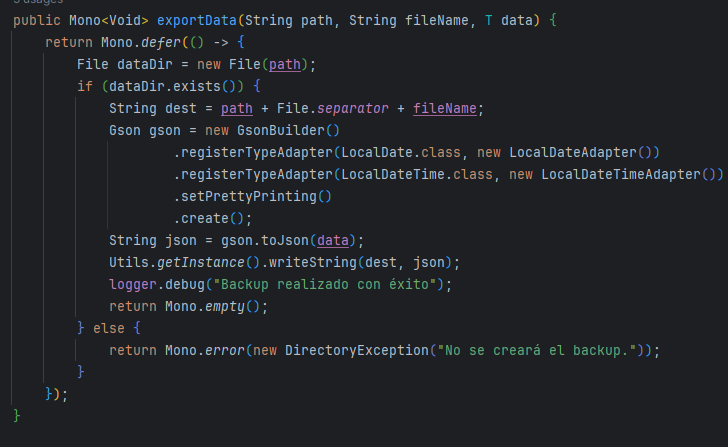 3 usages
public Mono<Void> exportData(String path, String fileName, T data) {
    return Mono.defer(() -> {
        File dataDir = new File(path);
        if (dataDir.exists()) {
            String dest = path + File.separator + fileName;
            Gson gson = new GsonBuilder()
                    .registerTypeAdapter(LocalDate.class, new LocalDateAdapter())
                    .registerTypeAdapter(LocalDateTime.class, new LocalDateTimeAdapter())
                    .setPrettyPrinting()
                    .create();
            String json = gson.toJson(data);
            Utils.getInstance().writeString(dest, json);
            logger.debug("Backup realizado con éxito");
            return Mono.empty();
        } else {
            return Mono.error(new DirectoryException("No se creará el backup."));
        }
    });
}